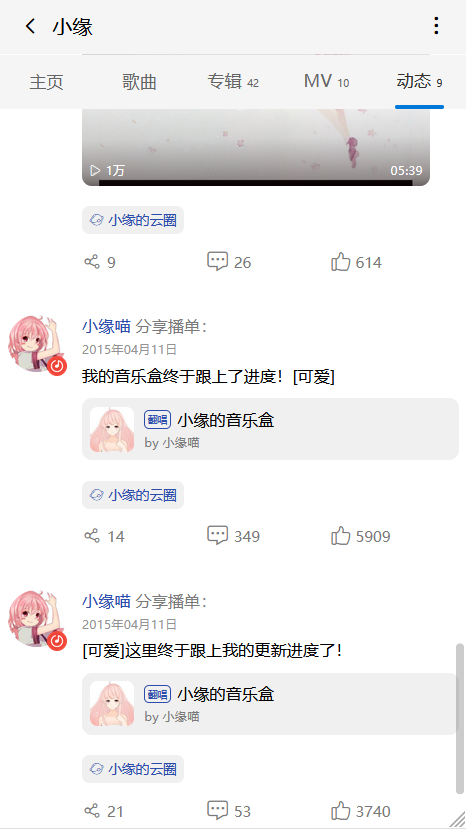 小缘
主页 歌曲 专辑 42 MV 10 动态 9
1万 05:39
小缘的云圈
9 26 614
小缘喵 分享播单：
2015年04月11日
我的音乐盒终于跟上了进度！[可爱]
翻唱 小缘的音乐盒
by 小缘喵
小缘的云圈
14 349 5909
小缘喵 分享播单：
2015年04月11日
[可爱]这里终于跟上我的更新进度了！
翻唱 小缘的音乐盒
by 小缘喵
小缘的云圈
21 53 3740